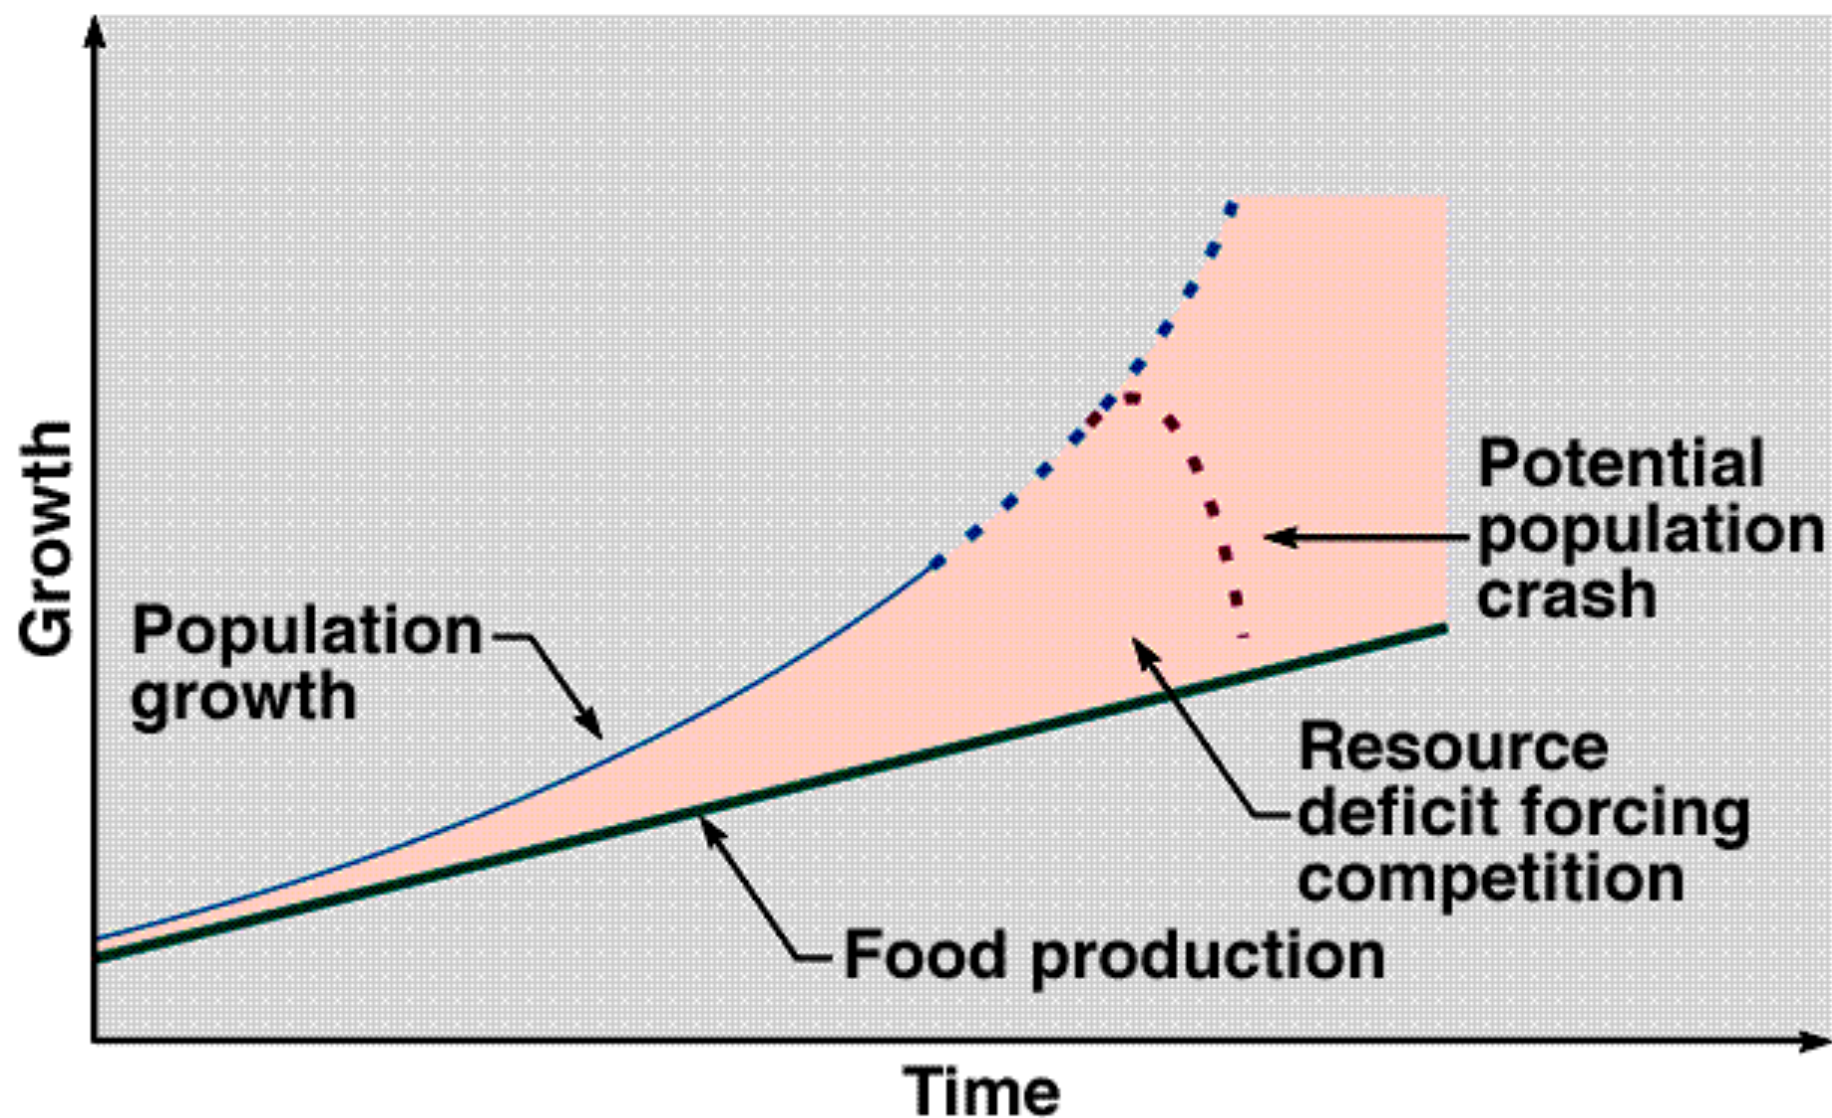 Growth
Population
growth
Potential
population
crash
Resource
deficit forcing
competition
Food production
Time